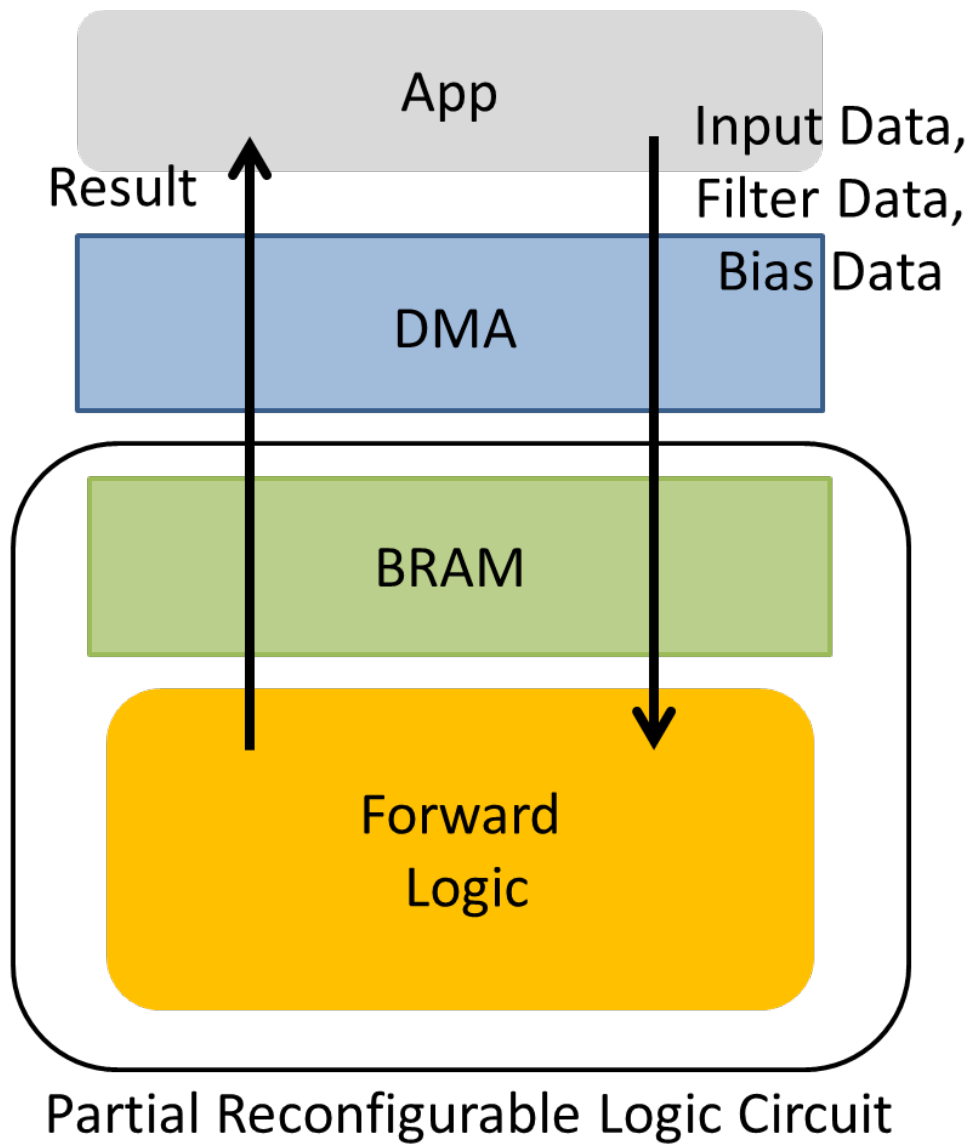 App
Input Data,
Result
Filter Data,
Bias Data
DMA
BRAM
Forward
Logic
Partial Reconfigurable Logic Circuit